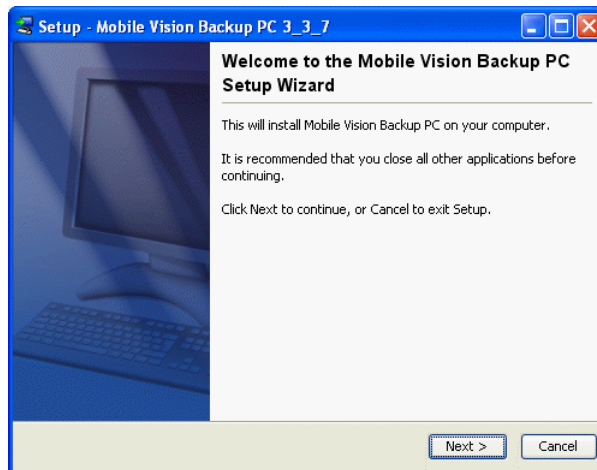 Setup - Mobile Vision Backup PC 3_3_7
Welcome to the Mobile Vision Backup PC
Setup Wizard
This will install Mobile Vision Backup PC on your computer.
It is recommended that you close all other applications before
continuing.
Click Next to continue, or Cancel to exit Setup.
Next >
Cancel